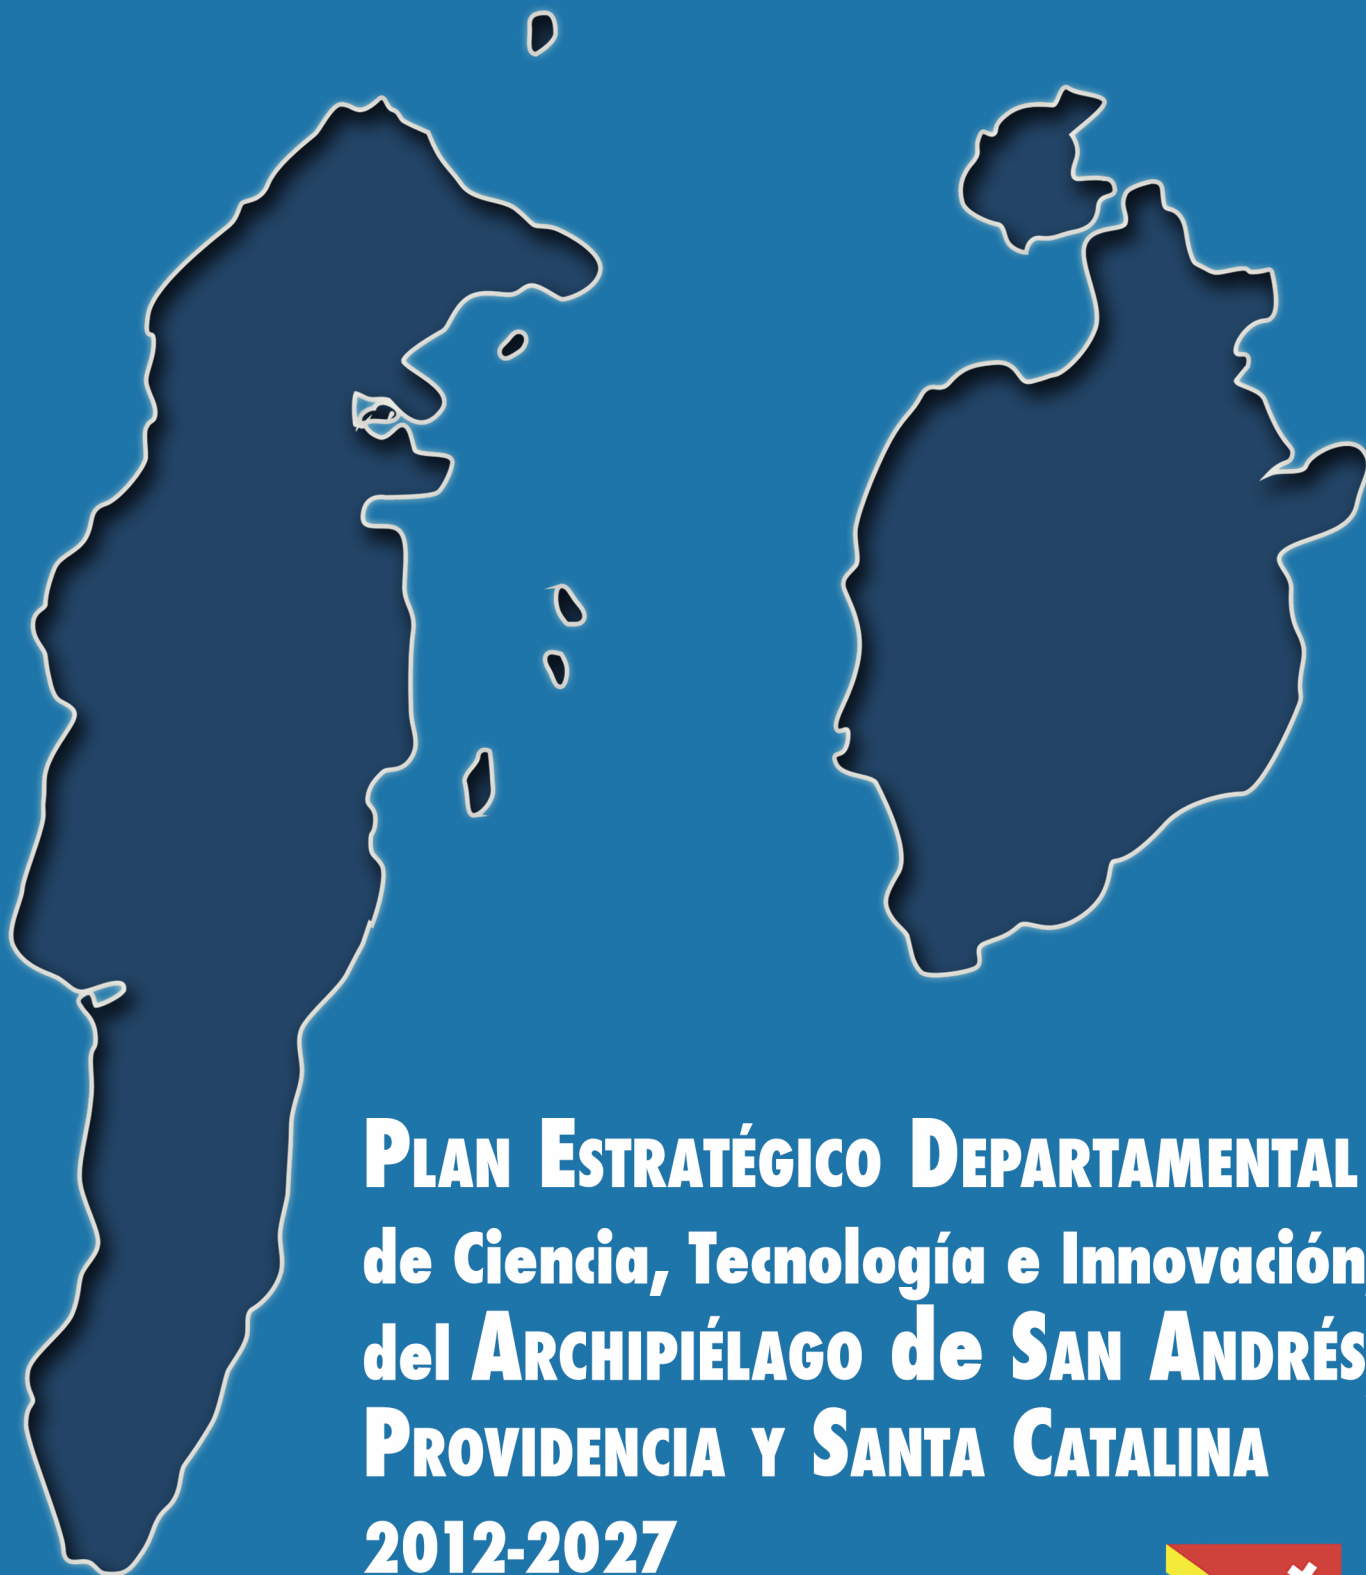 PLAN ESTRATÉGICO DEPARTAMENTAL
de Ciencia, Tecnología e Innovación,
del ARCHIPIÉLAGO de SAN ANDRÉS
PROVIDENCIA Y SANTA CATALINA
2012-2027